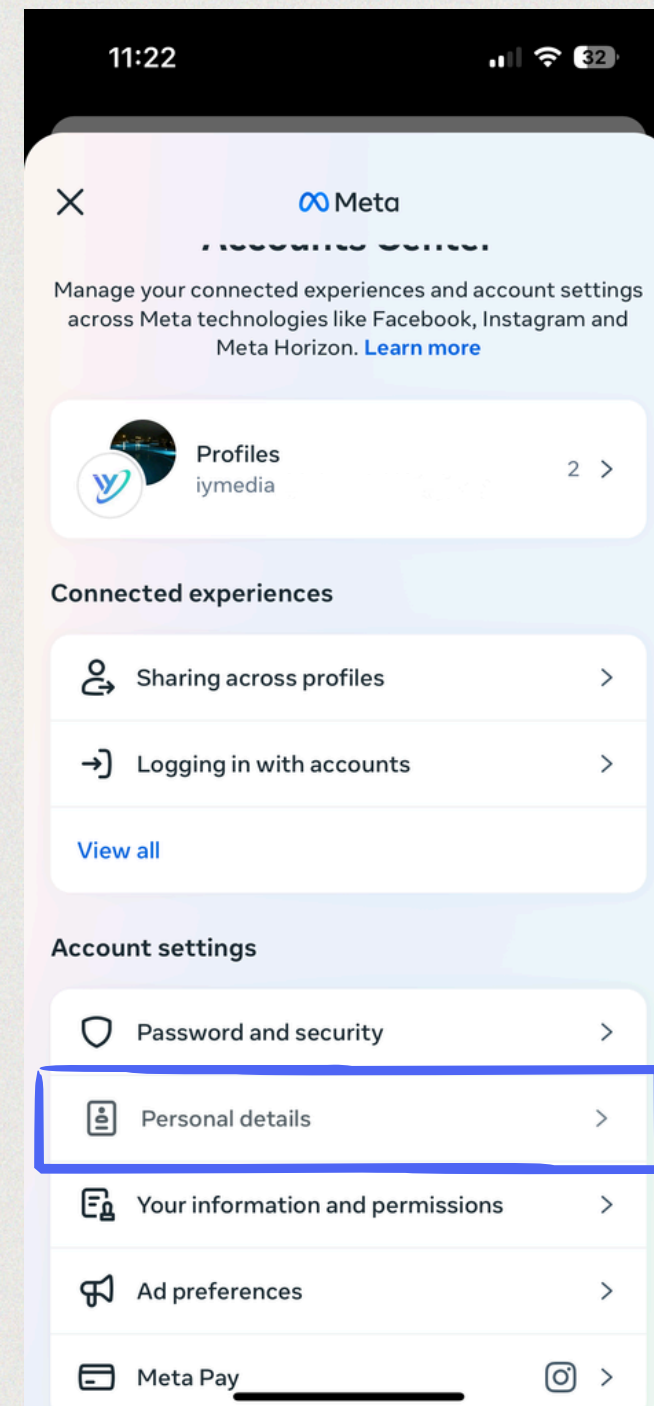 11:22
32
Meta
Accounts Center
Manage your connected experiences and account settings
across Meta technologies like Facebook, Instagram and
Meta Horizon. Learn more
Profiles
iymedia
2
Connected experiences
Sharing across profiles
Logging in with accounts
View all
Account settings
Password and security
Personal details
Your information and permissions
Ad preferences
Meta Pay